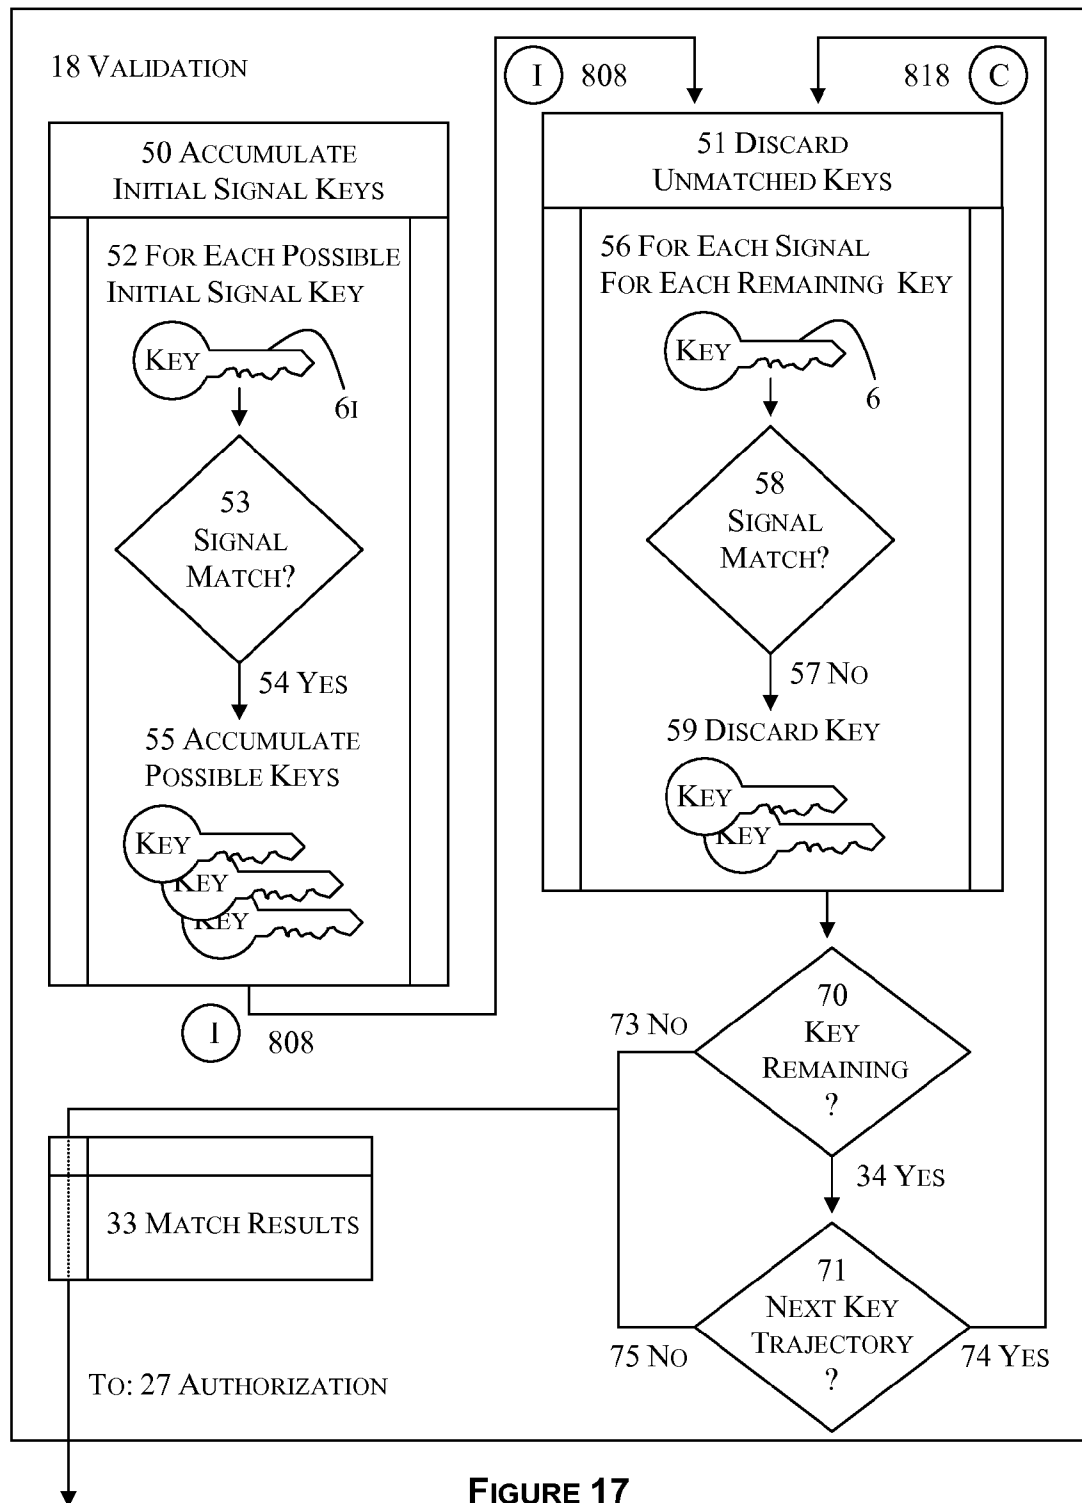 18 VALIDATION
50 ACCUMULATE
INITIAL SIGNAL KEYS
52 FOR EACH POSSIBLE
INITIAL SIGNAL KEY
KEY
6I
53
SIGNAL
MATCH?
54 YES
55 ACCUMULATE
POSSIBLE KEYS
KEY
KEY
KEY
I
808
I
808
818
C
51 DISCARD
UNMATCHED KEYS
56 FOR EACH SIGNAL
FOR EACH REMAINING KEY
KEY
6
58
SIGNAL
MATCH?
57 NO
59 DISCARD KEY
KEY
KEY
70
KEY
REMAINING
?
73 NO
34 YES
33 MATCH RESULTS
71
NEXT KEY
TRAJECTORY
?
75 NO
74 YES
TO: 27 AUTHORIZATION
FIGURE 17